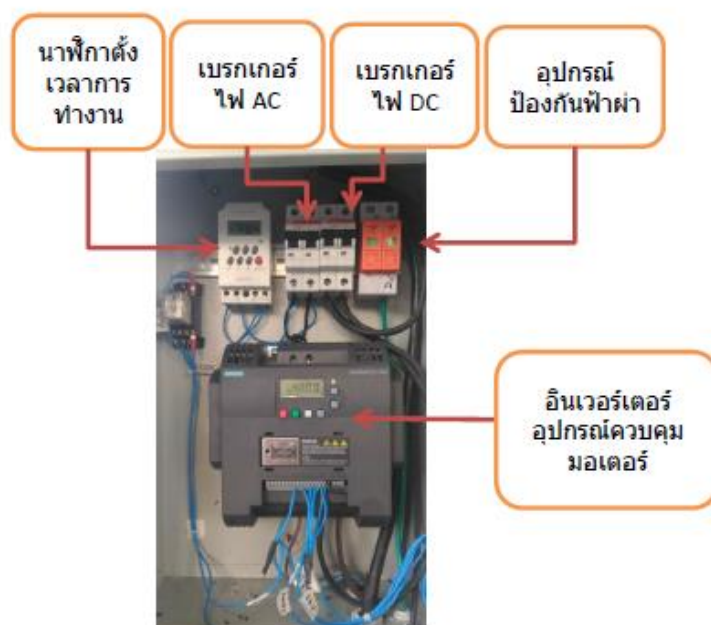 นาฬิกาตั้ง
เวลาการ
ทำงาน
เบรกเกอร์
ไฟ AC
เบรกเกอร์
ไฟ DC
อุปกรณ์
ป้องกันฟ้าผ่า
อินเวอร์เตอร์
อุปกรณ์ควบคุม
มอเตอร์